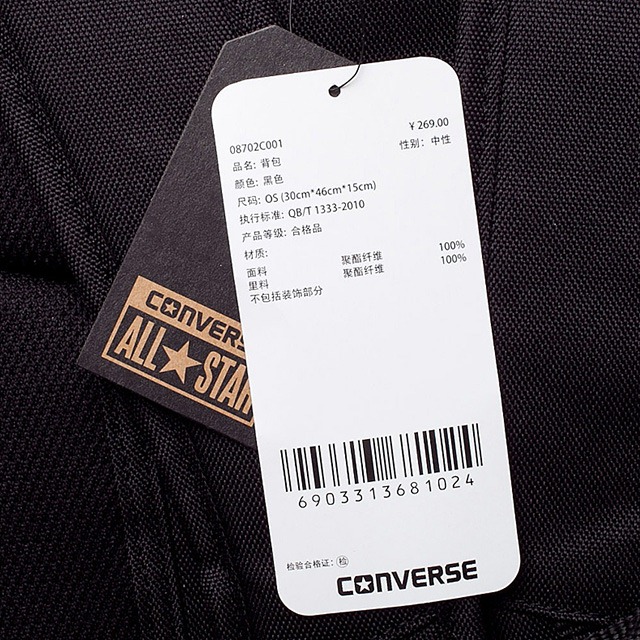 ¥ 269.00
08702C001
性别: 中性
品名: 背包
颜色: 黑色
尺码: OS (30cm*46cm*15cm)
执行标准: QB/T 1333-2010
产品等级: 合格品
材质:
面料 聚酯纤维 100%
里料 聚酯纤维 100%
不包括装饰部分
CONVERSE
ALL STAR
6903313681024
检验合格证: 检
CONVERSE